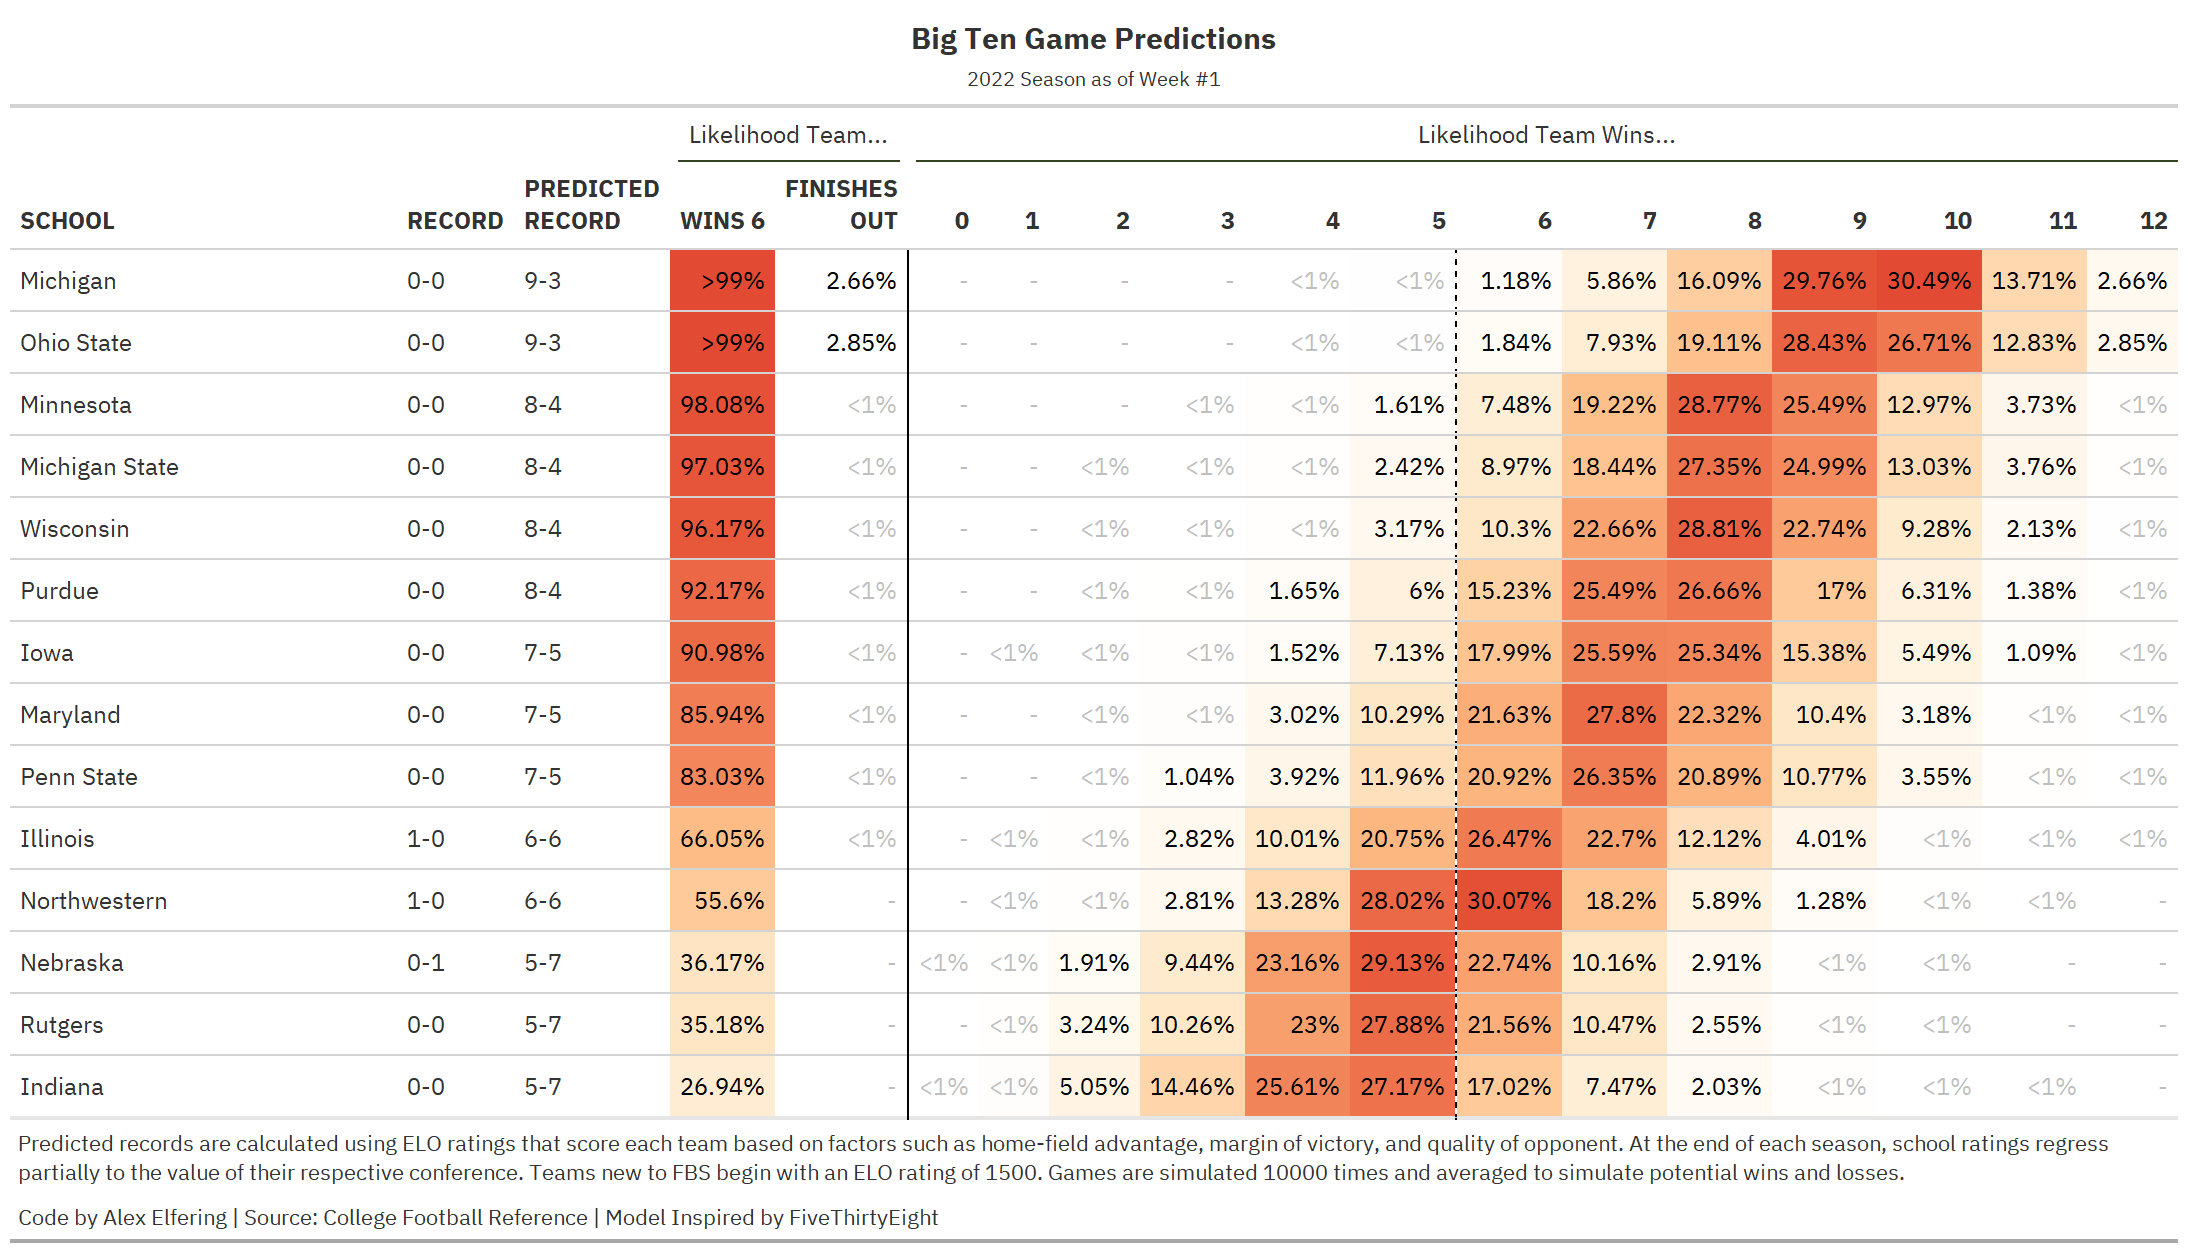 Big Ten Game Predictions
2022 Season as of Week #1
Likelihood Team... Likelihood Team Wins...
SCHOOL RECORD PREDICTED RECORD WINS 6 FINISHES OUT 0 1 2 3 4 5 6 7 8 9 10 11 12
Michigan 0-0 9-3 >99% 2.66% - - - - <1% <1% 1.18% 5.86% 16.09% 29.76% 30.49% 13.71% 2.66%
Ohio State 0-0 9-3 >99% 2.85% - - - - <1% <1% 1.84% 7.93% 19.11% 28.43% 26.71% 12.83% 2.85%
Minnesota 0-0 8-4 98.08% <1% - - - <1% <1% 1.61% 7.48% 19.22% 28.77% 25.49% 12.97% 3.73% <1%
Michigan State 0-0 8-4 97.03% <1% - - <1% <1% <1% 2.42% 8.97% 18.44% 27.35% 24.99% 13.03% 3.76% <1%
Wisconsin 0-0 8-4 96.17% <1% - - <1% <1% <1% 3.17% 10.3% 22.66% 28.81% 22.74% 9.28% 2.13% <1%
Purdue 0-0 8-4 92.17% <1% - - <1% <1% 1.65% 6% 15.23% 25.49% 26.66% 17% 6.31% 1.38% <1%
Iowa 0-0 7-5 90.98% <1% - <1% <1% <1% 1.52% 7.13% 17.99% 25.59% 25.34% 15.38% 5.49% 1.09% <1%
Maryland 0-0 7-5 85.94% <1% - - <1% <1% 3.02% 10.29% 21.63% 27.8% 22.32% 10.4% 3.18% <1% <1%
Penn State 0-0 7-5 83.03% <1% - - <1% 1.04% 3.92% 11.96% 20.92% 26.35% 20.89% 10.77% 3.55% <1% <1%
Illinois 1-0 6-6 66.05% <1% - <1% <1% 2.82% 10.01% 20.75% 26.47% 22.7% 12.12% 4.01% <1% <1% <1%
Northwestern 1-0 6-6 55.6% - - <1% <1% 2.81% 13.28% 28.02% 30.07% 18.2% 5.89% 1.28% <1% <1% -
Nebraska 0-1 5-7 36.17% - <1% <1% 1.91% 9.44% 23.16% 29.13% 22.74% 10.16% 2.91% <1% <1% - -
Rutgers 0-0 5-7 35.18% - - <1% 3.24% 10.26% 23% 27.88% 21.56% 10.47% 2.55% <1% <1% - -
Indiana 0-0 5-7 26.94% - <1% <1% 5.05% 14.46% 25.61% 27.17% 17.02% 7.47% 2.03% <1% <1% <1% -
Predicted records are calculated using ELO ratings that score each team based on factors such as home-field advantage, margin of victory, and quality of opponent. At the end of each season, school ratings regress
partially to the value of their respective conference. Teams new to FBS begin with an ELO rating of 1500. Games are simulated 10000 times and averaged to simulate potential wins and losses.
Code by Alex Elfering | Source: College Football Reference | Model Inspired by FiveThirtyEight